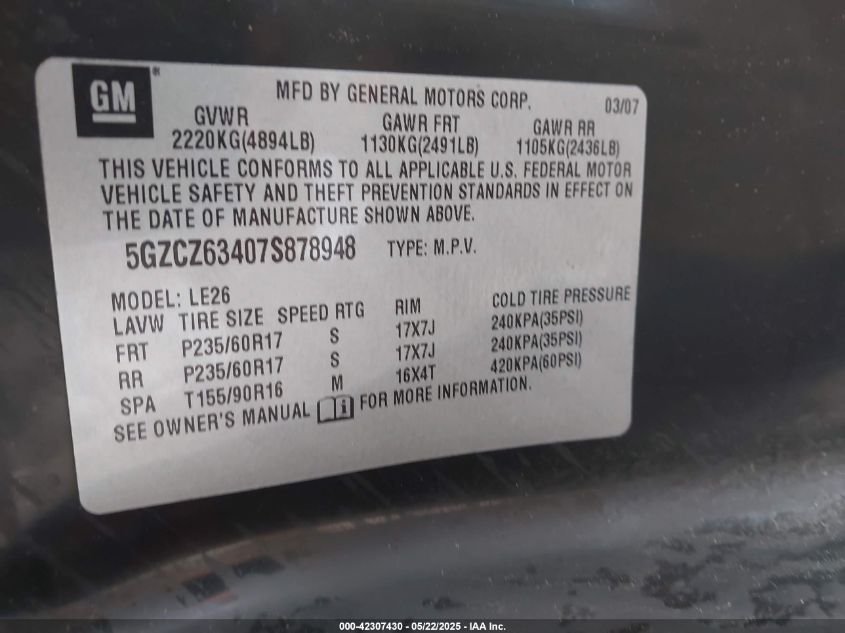 GM
MFD BY GENERAL MOTORS CORP. 03/07
GVWR GAWR FRT GAWR RR
2220KG(4894LB) 1130KG(2491LB) 1105KG(2436LB)
THIS VEHICLE CONFORMS TO ALL APPLICABLE U.S. FEDERAL MOTOR
VEHICLE SAFETY AND THEFT PREVENTION STANDARDS IN EFFECT ON
THE DATE OF MANUFACTURE SHOWN ABOVE.
5GZCZ63407S878948 TYPE: M.P.V.
MODEL: LE26
LAVW TIRE SIZE SPEED RTG RIM COLD TIRE PRESSURE
FRT P235/60R17 S 17X7J 240KPA(35PSI)
RR P235/60R17 S 17X7J 240KPA(35PSI)
SPA T155/90R16 M 16X4T 420KPA(60PSI)
SEE OWNER'S MANUAL i FOR MORE INFORMATION.
000-42307430 - 05/22/2025 - IAA Inc.